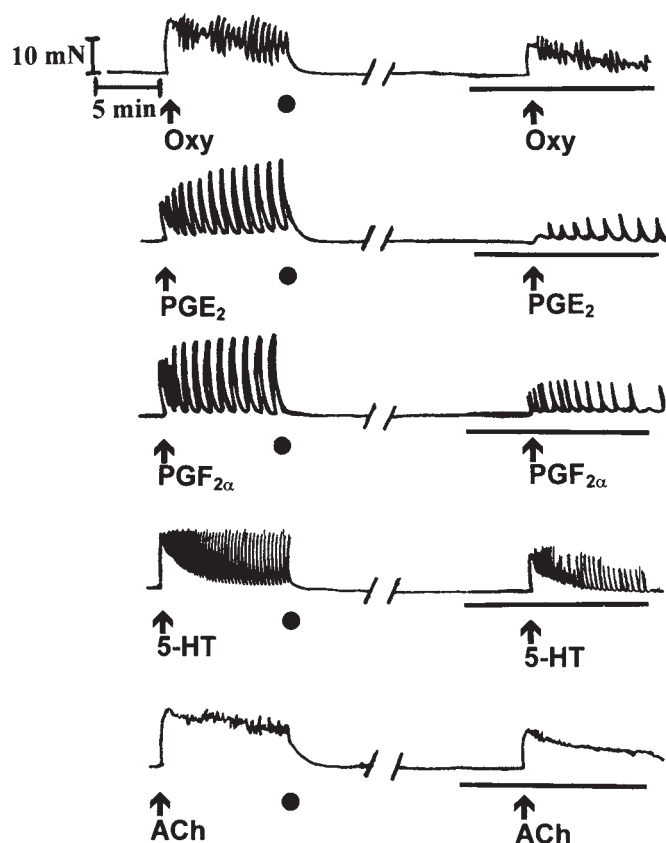 10 mN
5 min
Oxy
Oxy
PGE₂
PGE₂
PGF₂α
PGF₂α
5-HT
5-HT
ACh
ACh